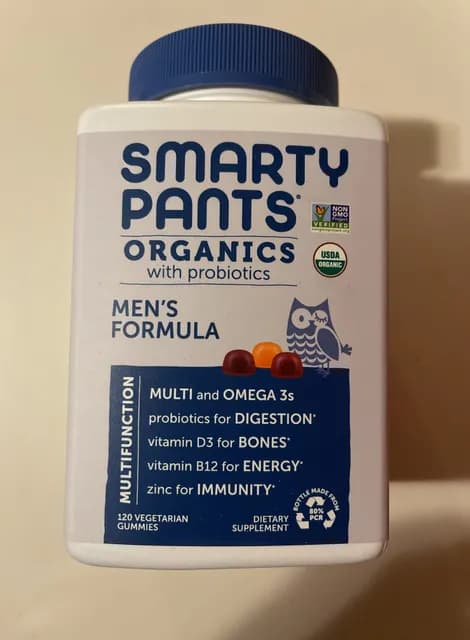 SMARTY
PANTS®
ORGANICS
with probiotics
NON
GMO
Project
VERIFIED
USDA
ORGANIC
MEN'S
FORMULA
MULTIFUNCTION
MULTI and OMEGA 3s
probiotics for DIGESTION*
vitamin D3 for BONES*
vitamin B12 for ENERGY*
zinc for IMMUNITY*
120 VEGETARIAN
GUMMIES
DIETARY
SUPPLEMENT
BOTTLE MADE FROM
80%
PCR